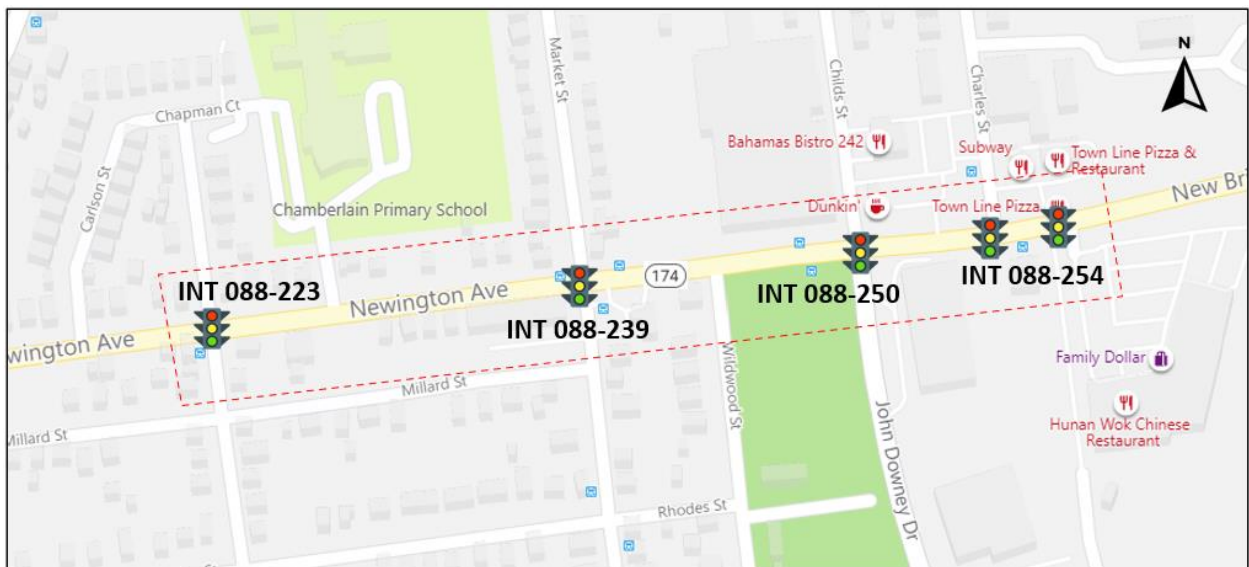 N
Market St
Childs St
Charles St
Chapman Ct
Carlson St
Bahamas Bistro 242
Subway
Town Line Pizza &
Restaurant
New Bri
Chamberlain Primary School
Dunkin'
Town Line Pizza
174
INT 088-223
Newington Ave
INT 088-239
INT 088-250
INT 088-254
wington Ave
Wildwood St
Family Dollar
Millard St
Millard St
John Downey Dr
Hunan Wok Chinese
Restaurant
Rhodes St